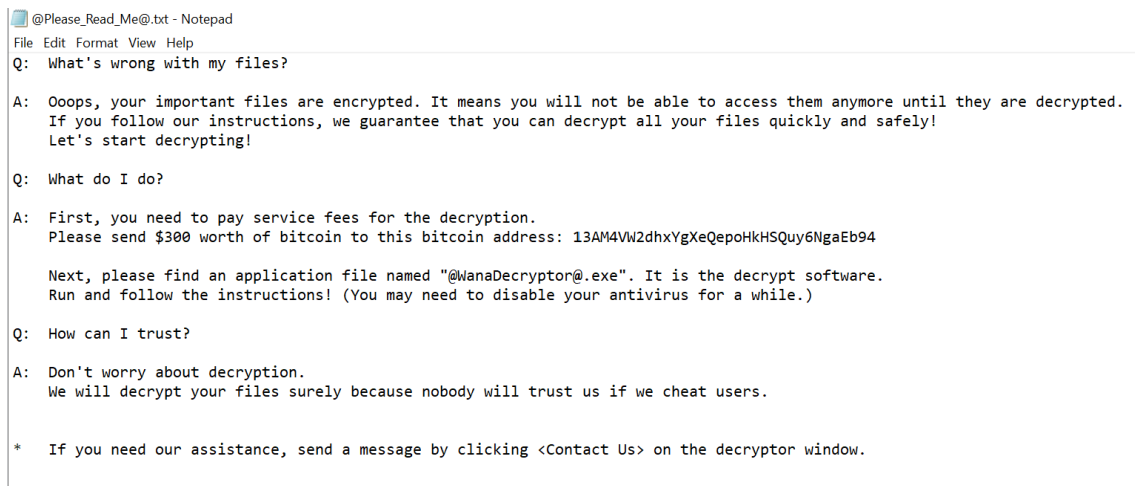 @Please_Read_Me@.txt - Notepad
File Edit Format View Help
Q: What's wrong with my files?
A: Ooops, your important files are encrypted. It means you will not be able to access them anymore until they are decrypted.
If you follow our instructions, we guarantee that you can decrypt all your files quickly and safely!
Let's start decrypting!
Q: What do I do?
A: First, you need to pay service fees for the decryption.
Please send $300 worth of bitcoin to this bitcoin address: 13AM4VW2dhxYgXeQepoHkHSQuy6NgaEb94
Next, please find an application file named "@WanaDecryptor@.exe". It is the decrypt software.
Run and follow the instructions! (You may need to disable your antivirus for a while.)
Q: How can I trust?
A: Don't worry about decryption.
We will decrypt your files surely because nobody will trust us if we cheat users.
* If you need our assistance, send a message by clicking <Contact Us> on the decryptor window.